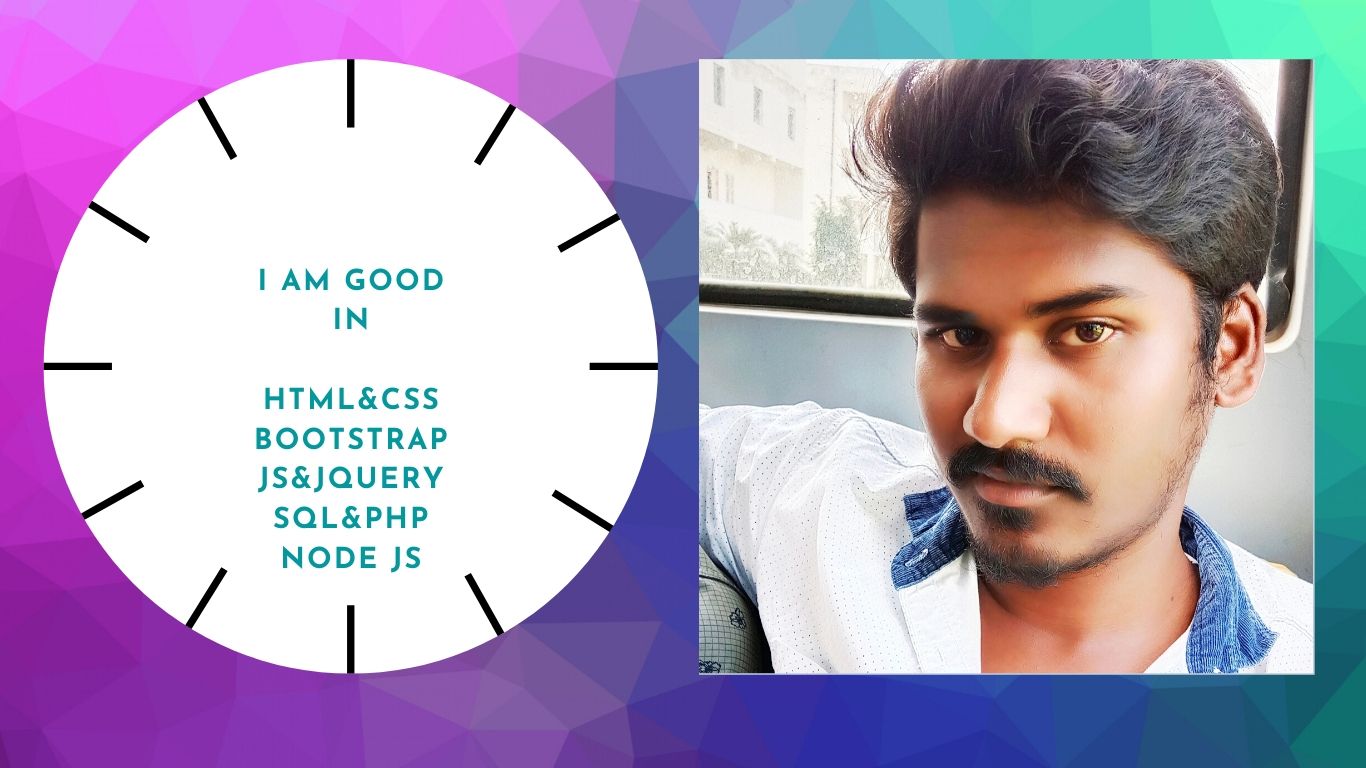 I AM GOOD
IN
HTML&CSS
BOOTSTRAP
JS&JQUERY
SQL&PHP
NODE JS